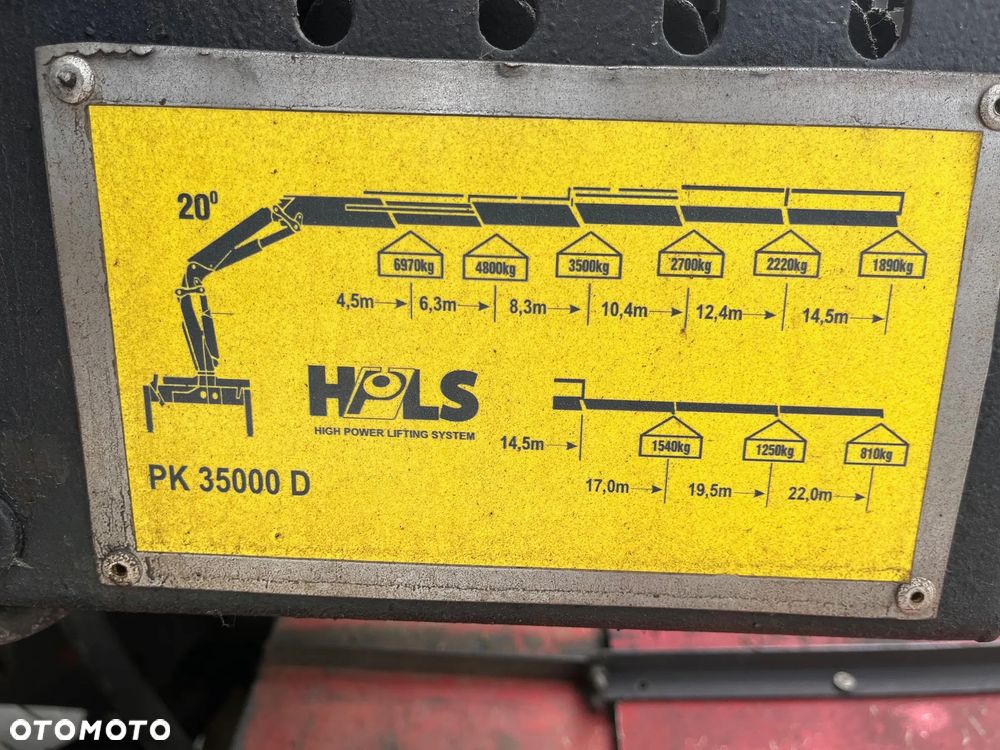 20⁰
6970kg 4800kg 3500kg 2700kg 2220kg 1890kg
4,5m 6,3m 8,3m 10,4m 12,4m 14,5m
HPLS
HIGH POWER LIFTING SYSTEM
14,5m 1540kg 1250kg 810kg
17,0m 19,5m 22,0m
PK 35000 D
OTOMOTO